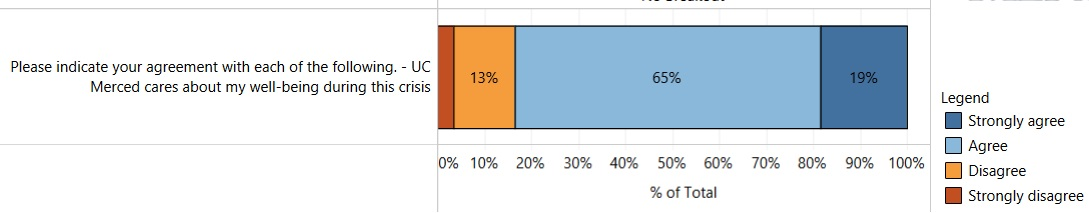 Please indicate your agreement with each of the following. - UC
Merced cares about my well-being during this crisis
13%
65%
19%
0% 10% 20% 30% 40% 50% 60% 70% 80% 90% 100%
% of Total
Legend
Strongly agree
Agree
Disagree
Strongly disagree